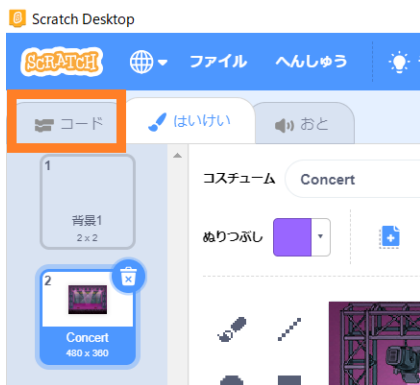 Scratch Desktop
SCRATCH ファイル へんしゅう
コード はいけい おと
1
背景1
2 x 2
2
Concert
480 x 360
コスチューム Concert
ぬりつぶし